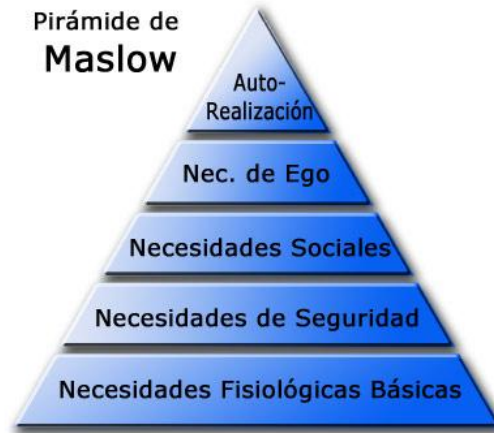 Pirámide de
Maslow
Auto-
Realización
Nec. de Ego
Necesidades Sociales
Necesidades de Seguridad
Necesidades Fisiológicas Básicas